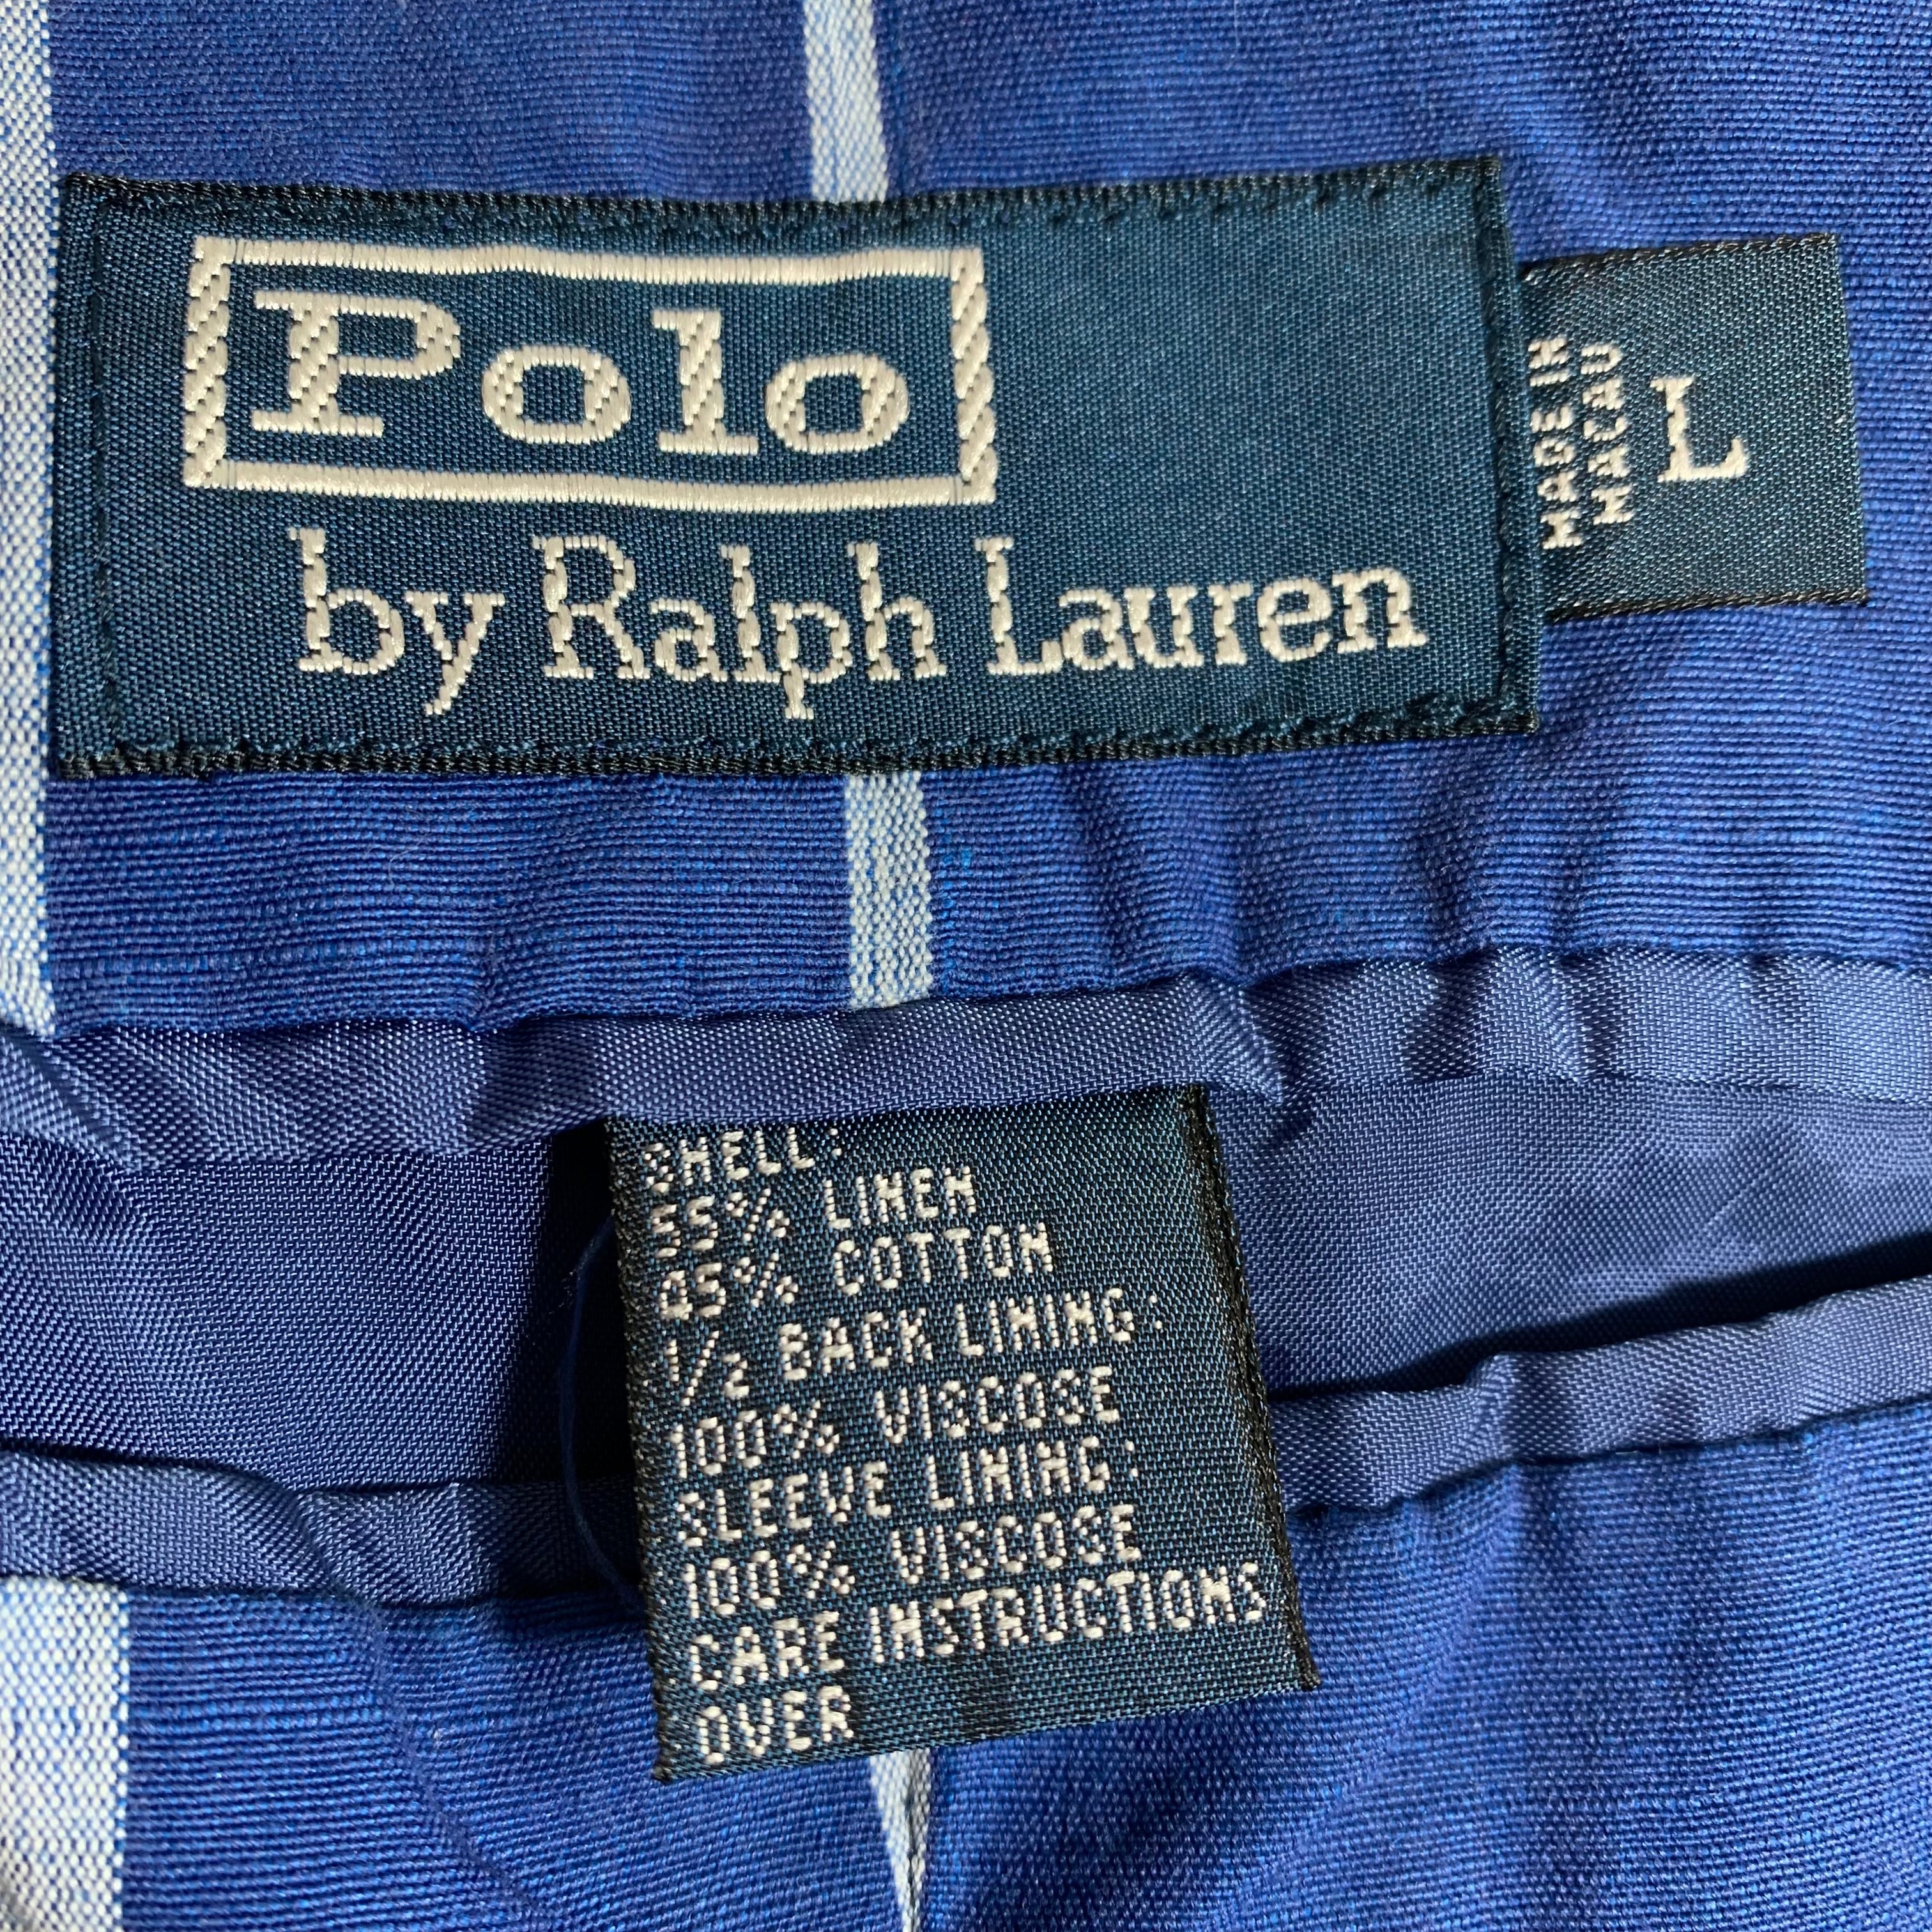 Polo
by Ralph Lauren
MADE IN
MACAU
L
SHELL:
55% LINEN
45% COTTON
1/2 BACK LINING:
100% VISCOSE
SLEEVE LINING:
100% VISCOSE
CARE INSTRUCTIONS
OVER